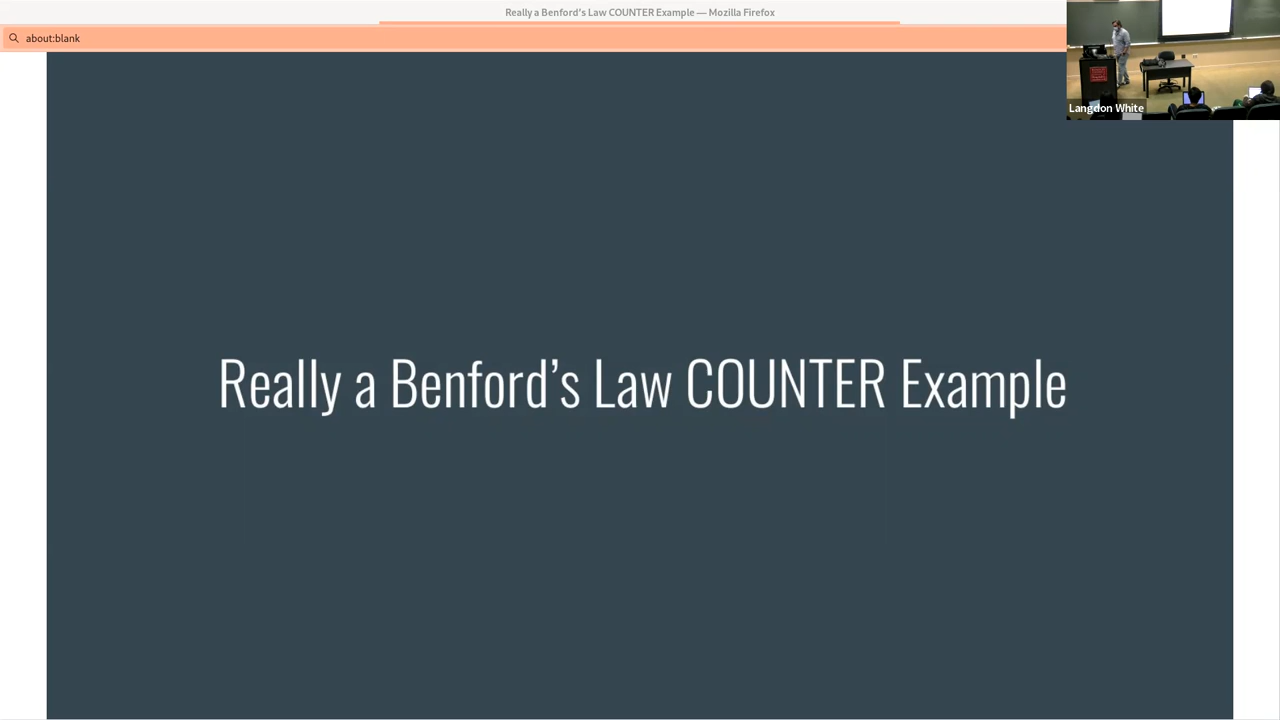 Really a Benford's Law COUNTER Example — Mozilla Firefox
about:blank
Langdon White
Really a Benford’s Law COUNTER Example